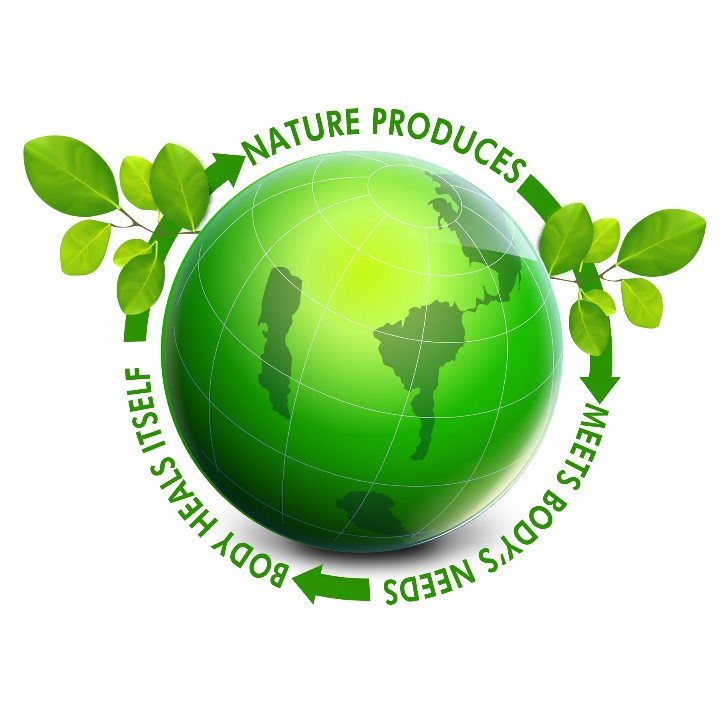 NATURE PRODUCES
MEETS BODY'S NEEDS
BODY HEALS ITSELF